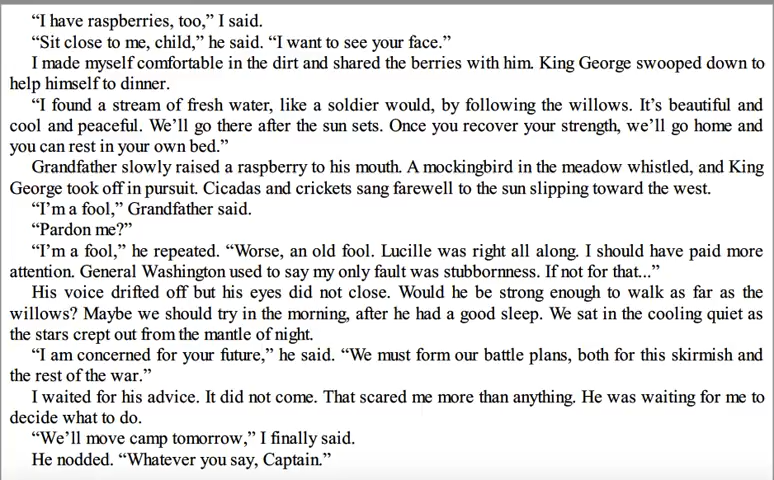 “I have raspberries, too,” I said.
“Sit close to me, child,” he said. “I want to see your face.”
I made myself comfortable in the dirt and shared the berries with him. King George swooped down to
help himself to dinner.
“I found a stream of fresh water, like a soldier would, by following the willows. It’s beautiful and
cool and peaceful. We’ll go there after the sun sets. Once you recover your strength, we’ll go home and
you can rest in your own bed.”
Grandfather slowly raised a raspberry to his mouth. A mockingbird in the meadow whistled, and King
George took off in pursuit. Cicadas and crickets sang farewell to the sun slipping toward the west.
“I’m a fool,” Grandfather said.
“Pardon me?”
“I’m a fool,” he repeated. “Worse, an old fool. Lucille was right all along. I should have paid more
attention. General Washington used to say my only fault was stubbornness. If not for that...”
His voice drifted off but his eyes did not close. Would he be strong enough to walk as far as the
willows? Maybe we should try in the morning, after he had a good sleep. We sat in the cooling quiet as
the stars crept out from the mantle of night.
“I am concerned for your future,” he said. “We must form our battle plans, both for this skirmish and
the rest of the war.”
I waited for his advice. It did not come. That scared me more than anything. He was waiting for me to
decide what to do.
“We’ll move camp tomorrow,” I finally said.
He nodded. “Whatever you say, Captain.”